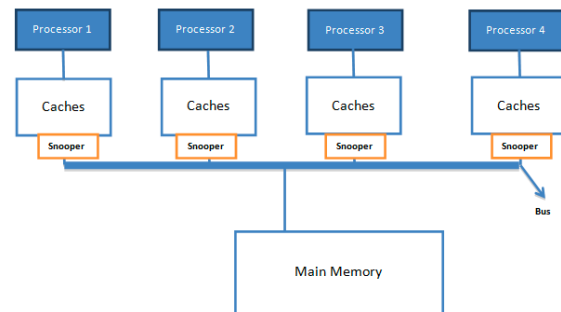 Processor 1
Processor 2
Processor 3
Processor 4
Caches
Caches
Caches
Caches
Snooper
Snooper
Snooper
Snooper
Bus
Main Memory